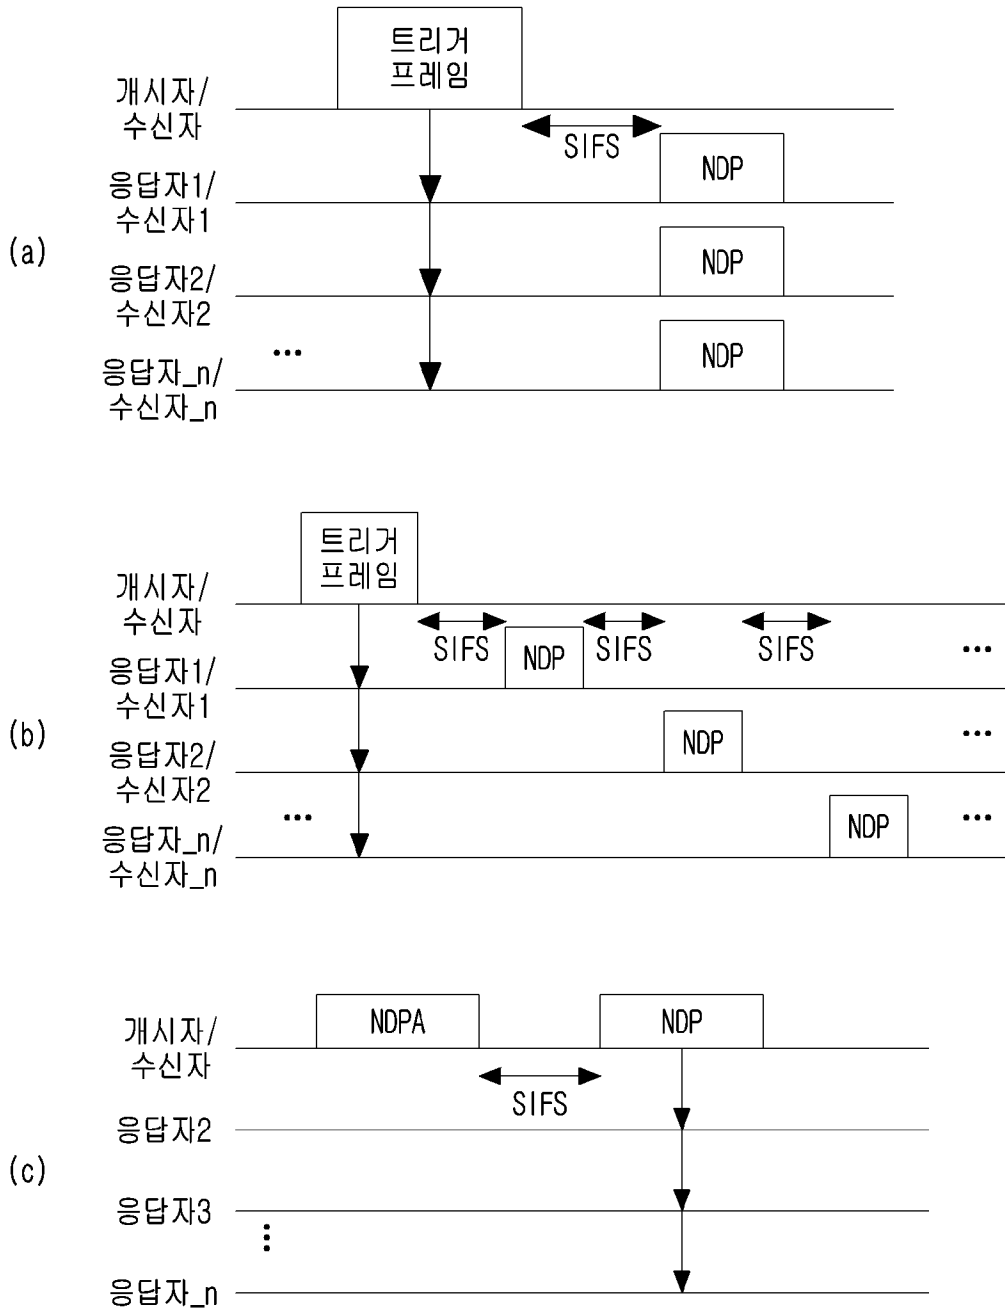 트리거
프레임
개시자/
수신자
SIFS
NDP
응답자1/
수신자1
(a)
NDP
응답자2/
수신자2
...
NDP
응답자_n/
수신자_n
트리거
프레임
개시자/
수신자
SIFS
NDP
SIFS
SIFS
...
응답자1/
수신자1
(b)
NDP
...
응답자2/
수신자2
...
NDP
...
응답자_n/
수신자_n
NDPA
NDP
개시자/
수신자
SIFS
응답자2
(c)
응답자3
...
응답자_n